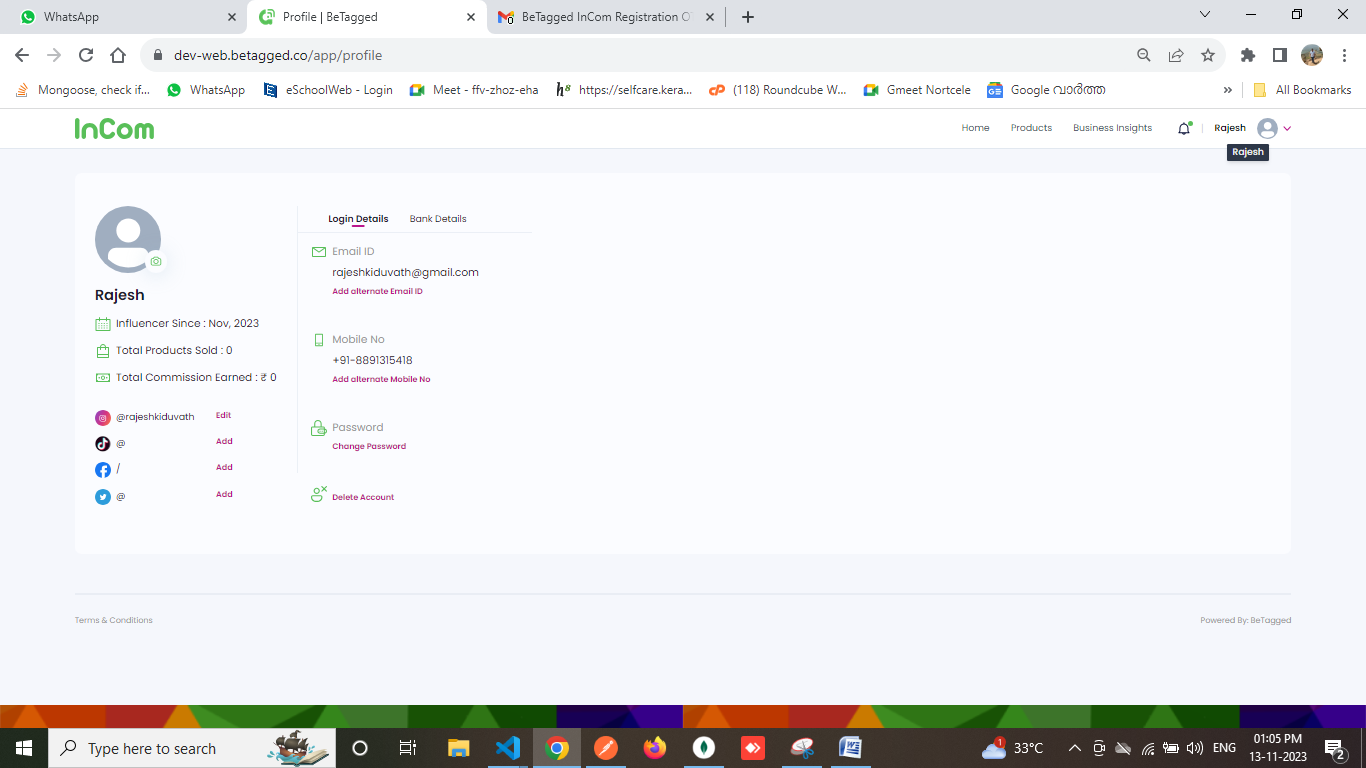 WhatsApp
Profile | BeTagged
BeTagged InCom Registration O
dev-web.betagged.co/app/profile
Mongoose, check if...
WhatsApp
eSchoolWeb - Login
Meet - ffv-zhoz-eha
https://selfcare.kera...
(118) Roundcube W...
Gmeet Nortcele
Google വാർത്ത
»
All Bookmarks
InCom
Home
Products
Business Insights
Rajesh
Rajesh
Rajesh
Influencer Since : Nov, 2023
Total Products Sold : 0
Total Commission Earned : ₹ 0
@rajeshkiduvath Edit
@ Add
/ Add
@ Add
Login Details
Bank Details
Email ID
rajeshkiduvath@gmail.com
Add alternate Email ID
Mobile No
+91-8891315418
Add alternate Mobile No
Password
Change Password
Delete Account
Terms & Conditions
Powered By: BeTagged
Type here to search
1
33°C
ENG
01:05 PM
13-11-2023
2